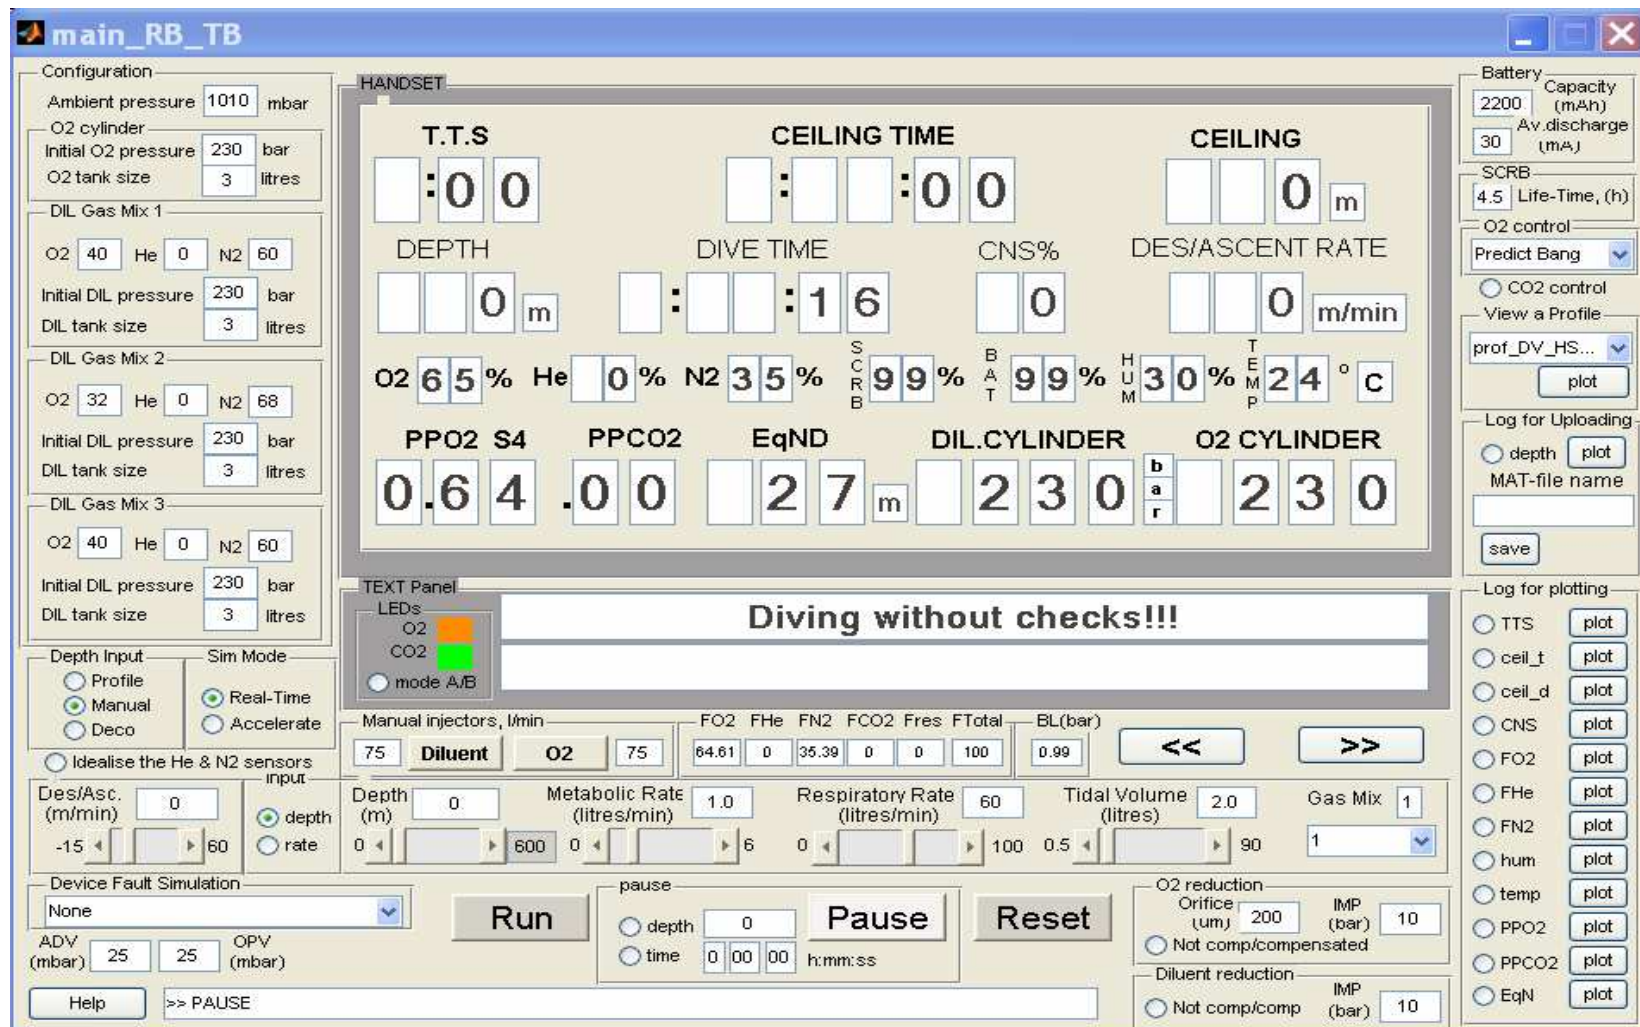 main_RB_TB
Configuration
Ambient pressure 1010 mbar
O2 cylinder
Initial O2 pressure 230 bar
O2 tank size 3 litres
DIL Gas Mix 1
O2 40 He 0 N2 60
Initial DIL pressure 230 bar
DIL tank size 3 litres
DIL Gas Mix 2
O2 32 He 0 N2 68
Initial DIL pressure 230 bar
DIL tank size 3 litres
DIL Gas Mix 3
O2 40 He 0 N2 60
Initial DIL pressure 230 bar
DIL tank size 3 litres
HANDSET
T.T.S CEILING TIME CEILING
:00 : :00 0 m
DEPTH DIVE TIME CNS% DES/ASCENT RATE
0 m : :16 0 0 m/min
O2 65% He 0% N2 35% SCRB 99% BAT 99% HUM 30% TEMP 24 ° C
PPO2 S4 PPCO2 EqND DIL.CYLINDER O2 CYLINDER
0.64 .00 27 m 230 bar 230
TEXT Panel
LEDs
O2
CO2
mode A/B
Diving without checks!!!
Battery
Capacity
2200 (mAh)
Av.discharge
30 (mA)
SCRB
4.5 Life-Time, (h)
O2 control
Predict Bang
CO2 control
View a Profile
prof_DV_HS...
plot
Log for Uploading
depth plot
MAT-file name
save
Log for plotting
TTS plot
ceil_t plot
ceil_d plot
CNS plot
FO2 plot
FHe plot
FN2 plot
hum plot
temp plot
PPO2 plot
PPCO2 plot
EqN plot
Depth Input
Profile
Manual
Deco
Sim Mode
Real-Time
Accelerate
Idealise the He & N2 sensors
Manual injectors, l/min
75 Diluent O2 75
FO2 FHe FN2 FCO2 Fres FTotal
64.61 0 35.39 0 0 100
BL(bar)
0.99
<< >>
Des/Asc.
(m/min) 0
-15 60
input
depth
rate
Depth
(m) 0
0 600
Metabolic Rate
(litres/min) 1.0
0 6
Respiratory Rate
(litres/min) 60
0 100
Tidal Volume
(litres) 2.0
0.5 90
Gas Mix 1
1
Device Fault Simulation
None
ADV
(mbar) 25
25 OPV
(mbar)
Run
pause
depth 0
time 0 00 00 h:mm:ss
Pause
Reset
O2 reduction
Orifice
(um) 200
IMP
(bar) 10
Not comp/compensated
Diluent reduction
Not comp/comp
IMP
(bar) 10
Help >> PAUSE